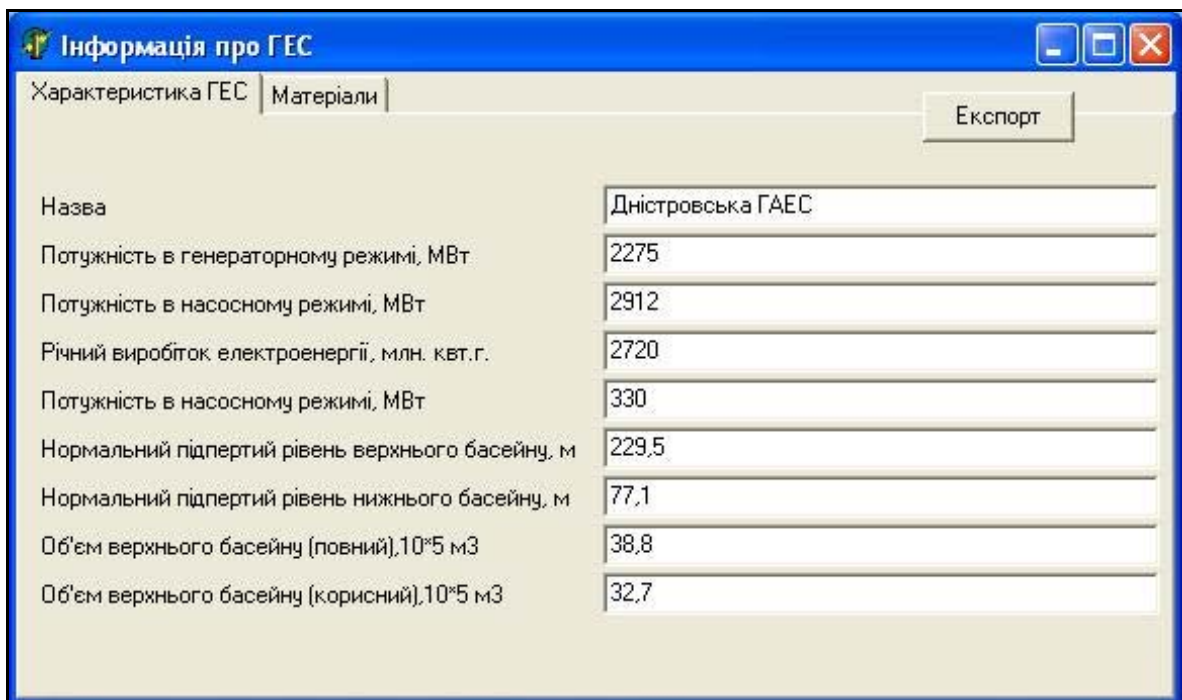 Інформація про ГЕС
Характеристика ГЕС Матеріали
Експорт
Назва Дністровська ГАЕС
Потужність в генераторному режимі, МВт 2275
Потужність в насосному режимі, МВт 2912
Річний виробіток електроенергії, млн. квт.г. 2720
Потужність в насосному режимі, МВт 330
Нормальний підпертий рівень верхнього басейну, м 229,5
Нормальний підпертий рівень нижнього басейну, м 77,1
Об'єм верхнього басейну (повний),10*5 м3 38,8
Об'єм верхнього басейну (корисний),10*5 м3 32,7